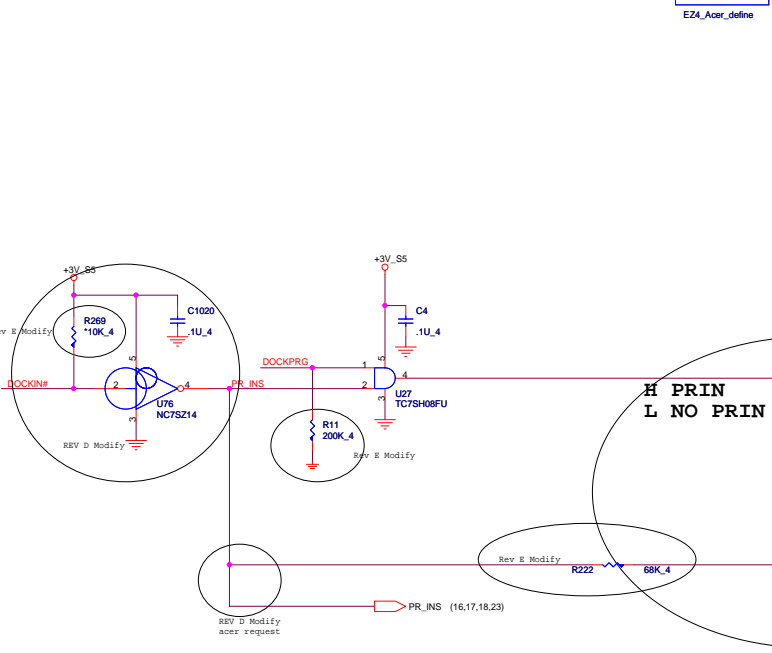 EZ4_Acer_define
+3V_S5
+3V_S5
R269
*10K_4
C1020
.1U_4
C4
.1U_4
Rev E Modify
5
5
DOCKPRG
1
DOCKIN#
2
4
PR_INS
2
4
U76
NC7SZ14
3
3
U27
TC7SH08FU
H PRIN
L NO PRIN
REV D Modify
R11
200K_4
Rev E Modify
Rev E Modify
R222
68K_4
PR_INS (16,17,18,23)
REV D Modify
acer request